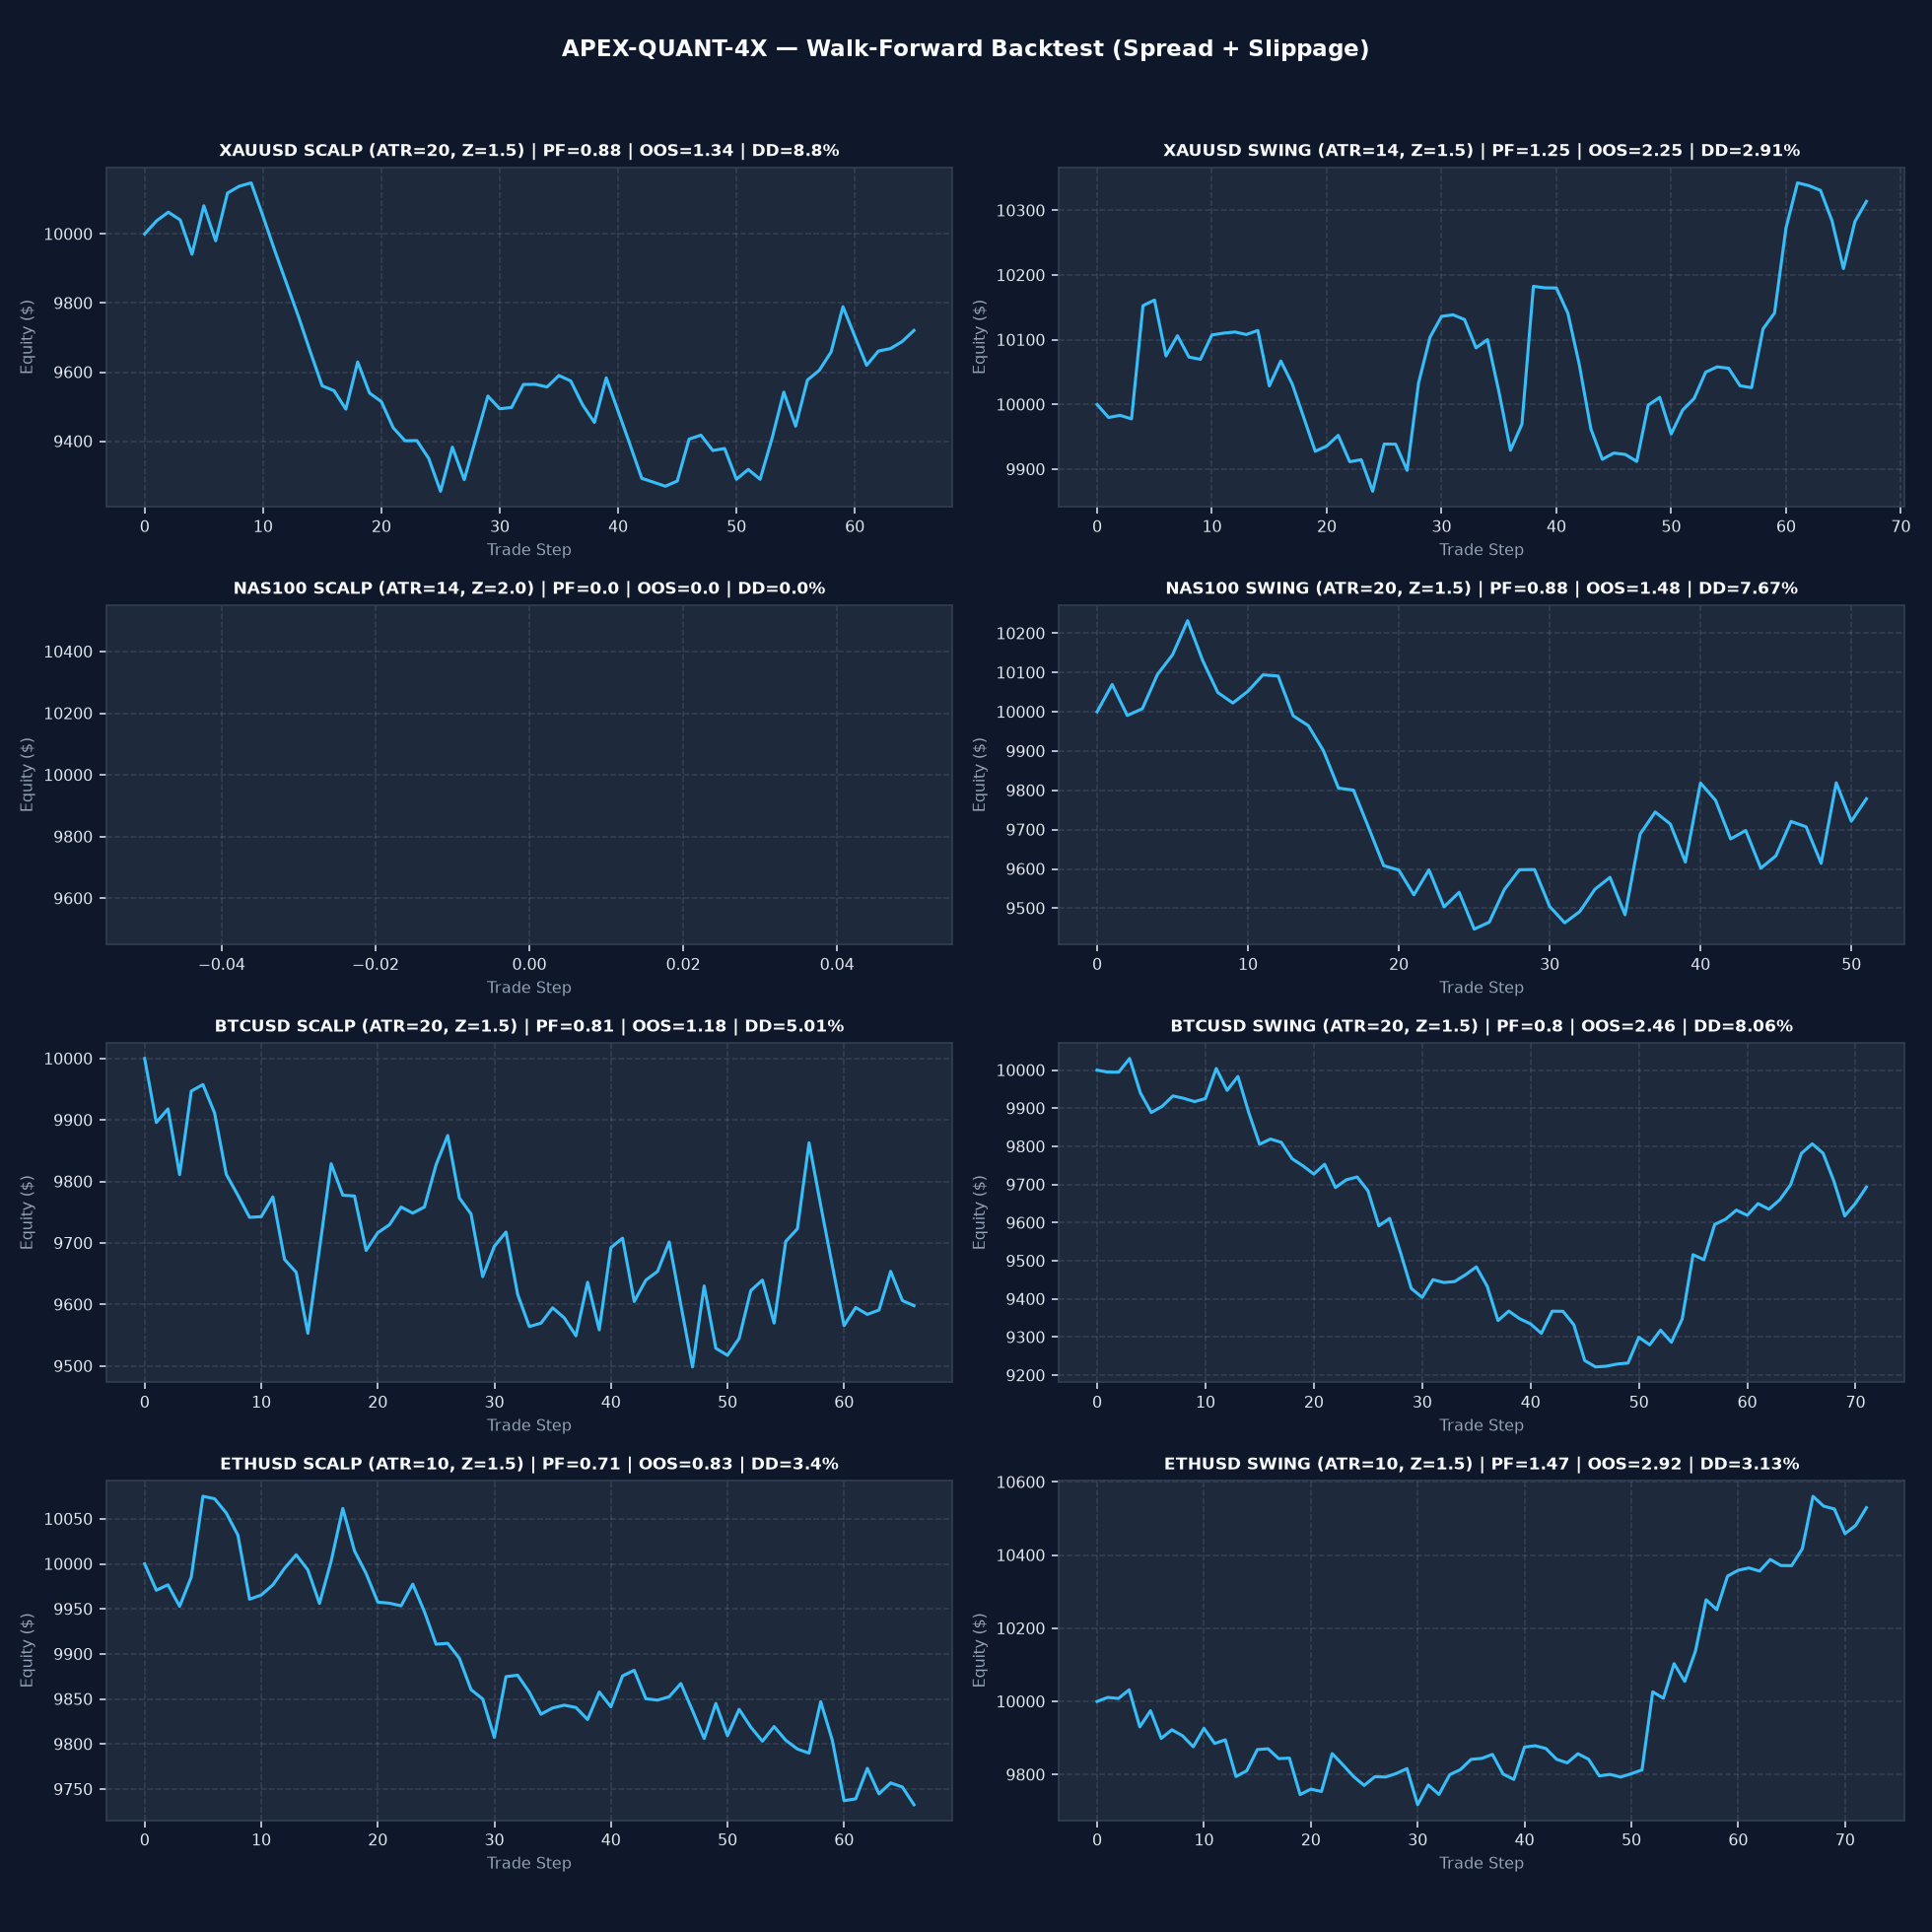 APEX-QUANT-4X — Walk-Forward Backtest (Spread + Slippage)
XAUUSD SCALP (ATR=20, Z=1.5) | PF=0.88 | OOS=1.34 | DD=8.8%
Equity ($)
10000
9800
9600
9400
0 10 20 30 40 50 60
Trade Step
XAUUSD SWING (ATR=14, Z=1.5) | PF=1.25 | OOS=2.25 | DD=2.91%
Equity ($)
10300
10200
10100
10000
9900
0 10 20 30 40 50 60 70
Trade Step
NAS100 SCALP (ATR=14, Z=2.0) | PF=0.0 | OOS=0.0 | DD=0.0%
Equity ($)
10400
10200
10000
9800
9600
−0.04 −0.02 0.00 0.02 0.04
Trade Step
NAS100 SWING (ATR=20, Z=1.5) | PF=0.88 | OOS=1.48 | DD=7.67%
Equity ($)
10200
10100
10000
9900
9800
9700
9600
9500
0 10 20 30 40 50
Trade Step
BTCUSD SCALP (ATR=20, Z=1.5) | PF=0.81 | OOS=1.18 | DD=5.01%
Equity ($)
10000
9900
9800
9700
9600
9500
0 10 20 30 40 50 60
Trade Step
BTCUSD SWING (ATR=20, Z=1.5) | PF=0.8 | OOS=2.46 | DD=8.06%
Equity ($)
10000
9900
9800
9700
9600
9500
9400
9300
9200
0 10 20 30 40 50 60 70
Trade Step
ETHUSD SCALP (ATR=10, Z=1.5) | PF=0.71 | OOS=0.83 | DD=3.4%
Equity ($)
10050
10000
9950
9900
9850
9800
9750
0 10 20 30 40 50 60
Trade Step
ETHUSD SWING (ATR=10, Z=1.5) | PF=1.47 | OOS=2.92 | DD=3.13%
Equity ($)
10600
10400
10200
10000
9800
0 10 20 30 40 50 60 70
Trade Step